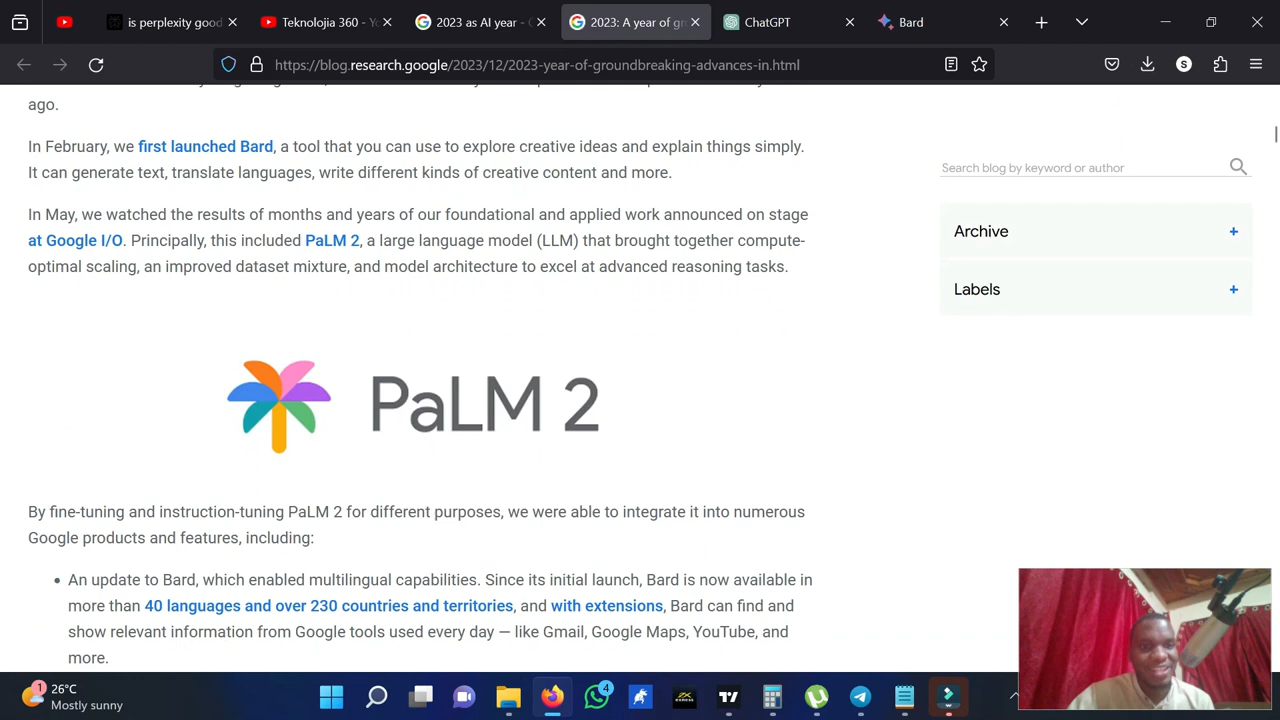 is perplexity good
Teknolojia 360 - Yo
2023 as AI year - G
2023: A year of gr
ChatGPT
Bard
https://blog.research.google/2023/12/2023-year-of-groundbreaking-advances-in.html
S
ago.
In February, we first launched Bard, a tool that you can use to explore creative ideas and explain things simply.
It can generate text, translate languages, write different kinds of creative content and more.
In May, we watched the results of months and years of our foundational and applied work announced on stage
at Google I/O. Principally, this included PaLM 2, a large language model (LLM) that brought together compute-
optimal scaling, an improved dataset mixture, and model architecture to excel at advanced reasoning tasks.
PaLM 2
By fine-tuning and instruction-tuning PaLM 2 for different purposes, we were able to integrate it into numerous
Google products and features, including:
• An update to Bard, which enabled multilingual capabilities. Since its initial launch, Bard is now available in
more than 40 languages and over 230 countries and territories, and with extensions, Bard can find and
show relevant information from Google tools used every day — like Gmail, Google Maps, YouTube, and
more.
Search blog by keyword or author
Archive +
Labels +
1
26°C
Mostly sunny
4